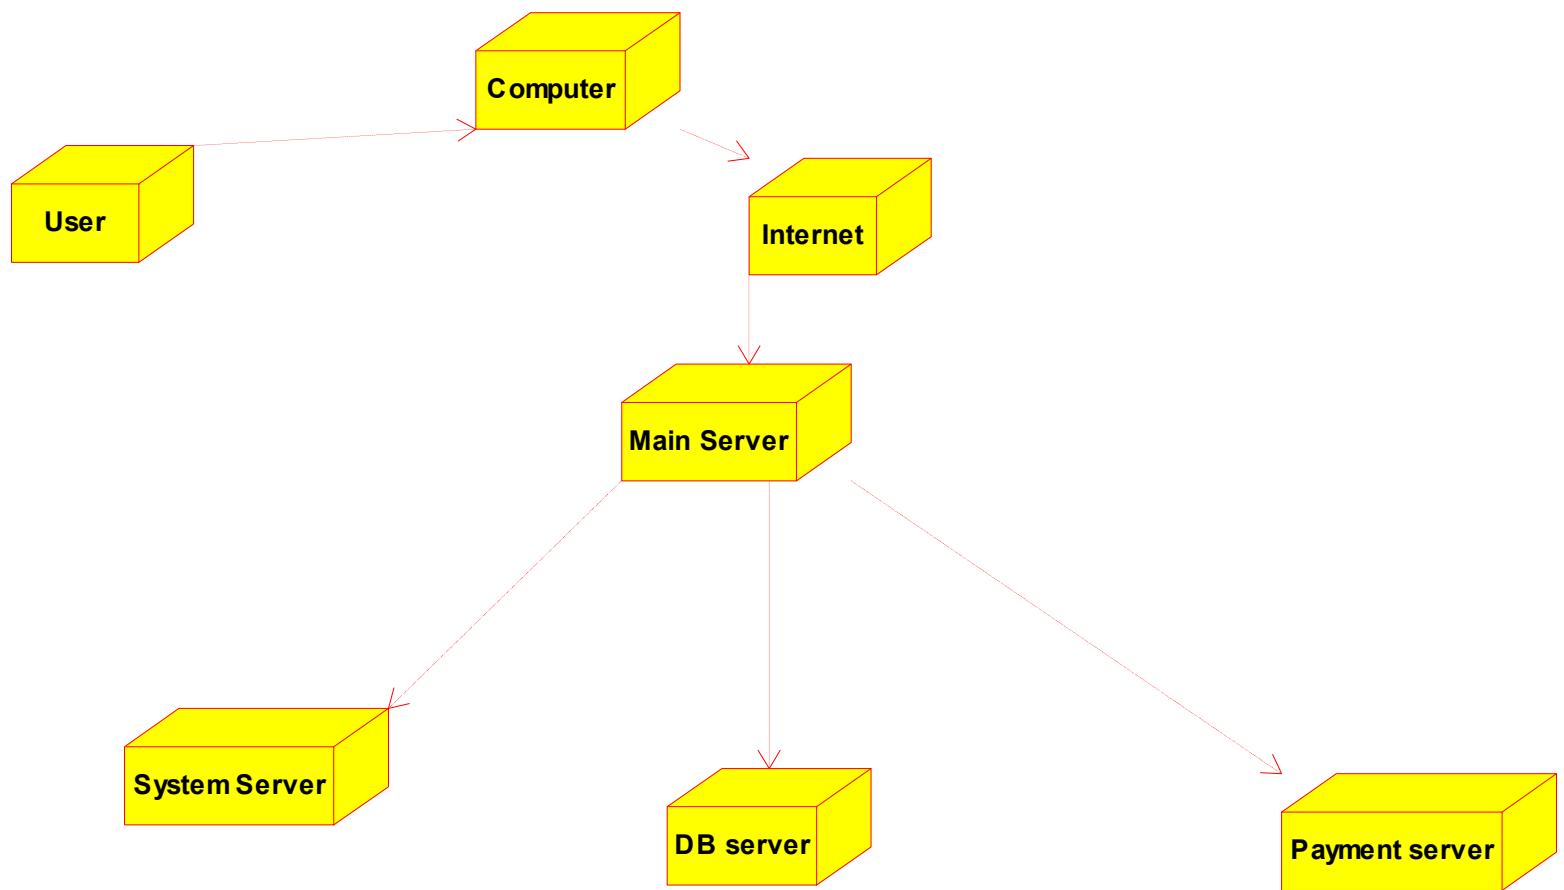 Computer
User
Internet
Main Server
System Server
DB server
Payment server